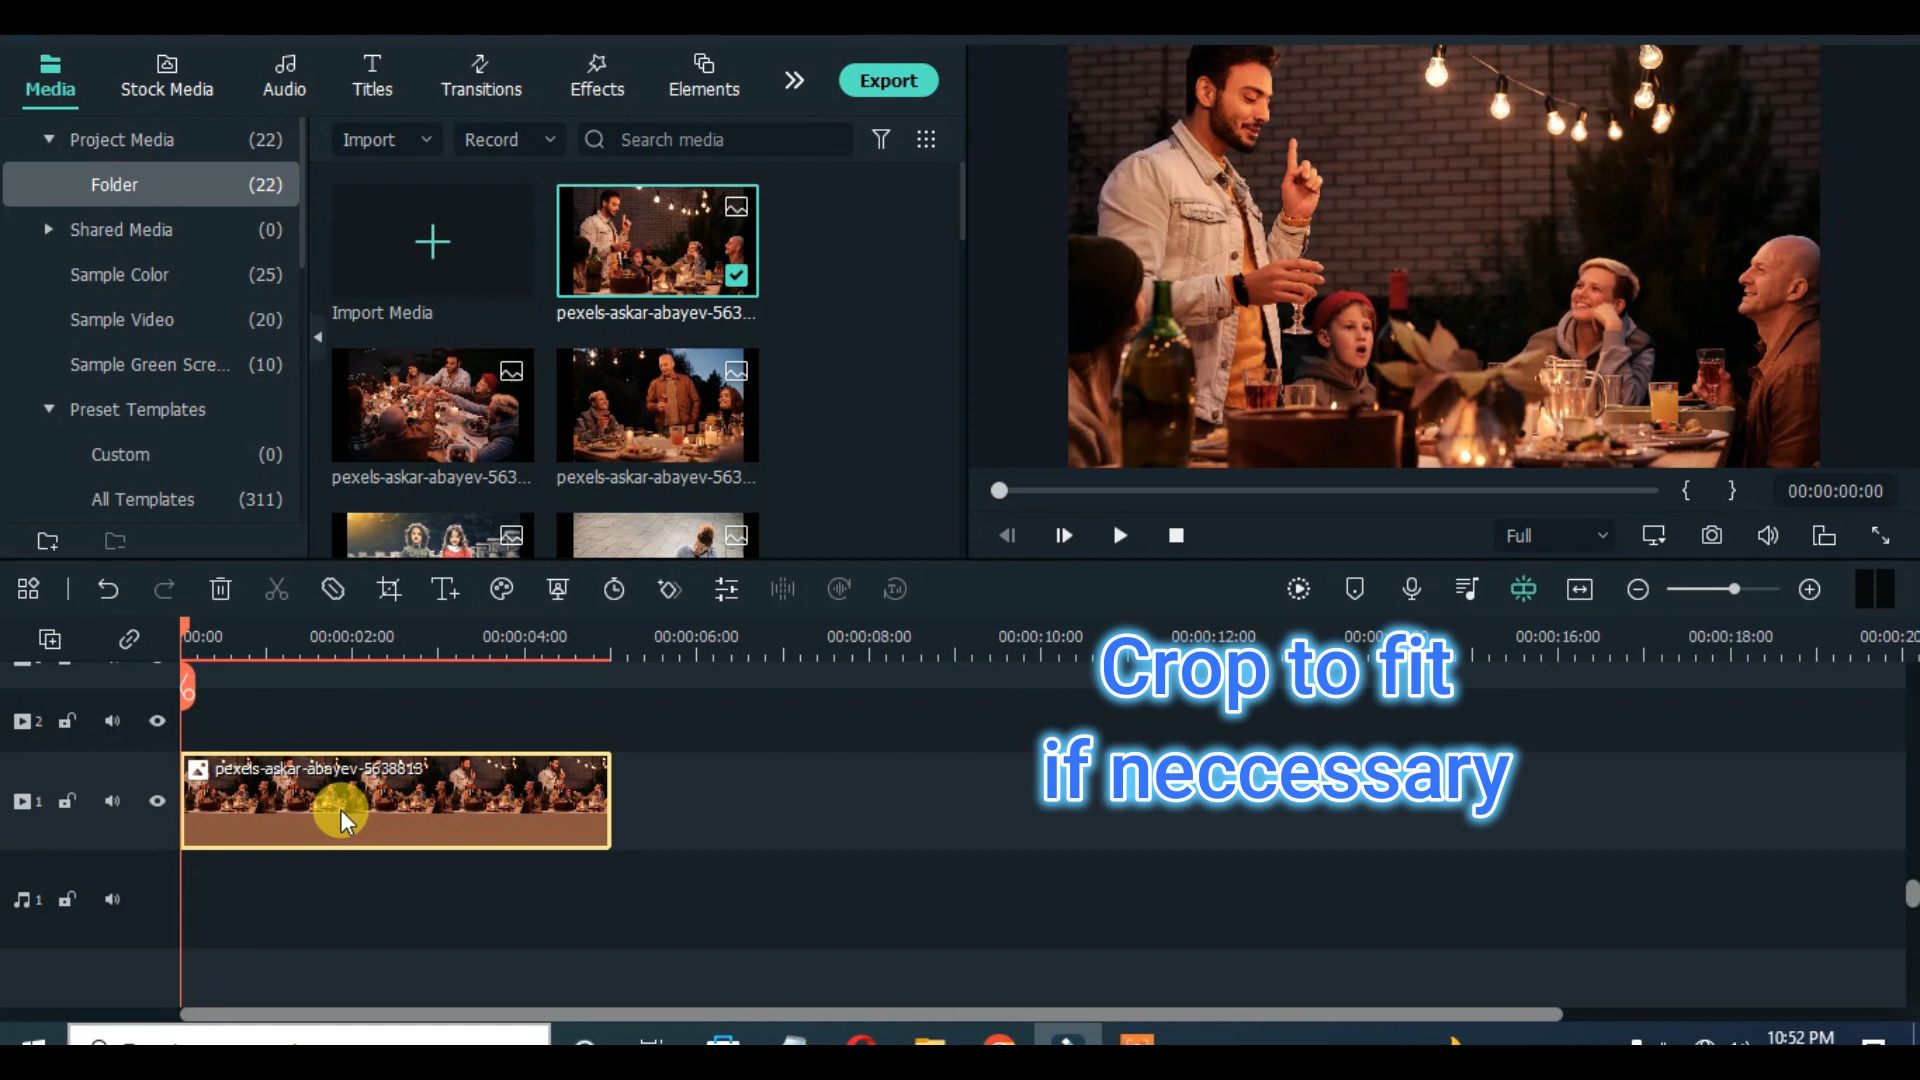 Media
Stock Media
Audio
Titles
Transitions
Effects
Elements
Export
Project Media (22)
Folder (22)
Shared Media (0)
Sample Color (25)
Sample Video (20)
Sample Green Scre... (10)
Preset Templates
Custom (0)
All Templates (311)
Import
Record
Search media
Import Media
pexels-askar-abayev-563...
pexels-askar-abayev-563...
pexels-askar-abayev-563...
{ } 00:00:00:00
Full
00:00 00:00:02:00 00:00:04:00 00:00:06:00 00:00:08:00 00:00:10:00 00:00:12:00 00:00:16:00 00:00:18:00
Crop to fit
if neccessary
2
pexels-askar-abayev-5638813
1
1
10:52 PM